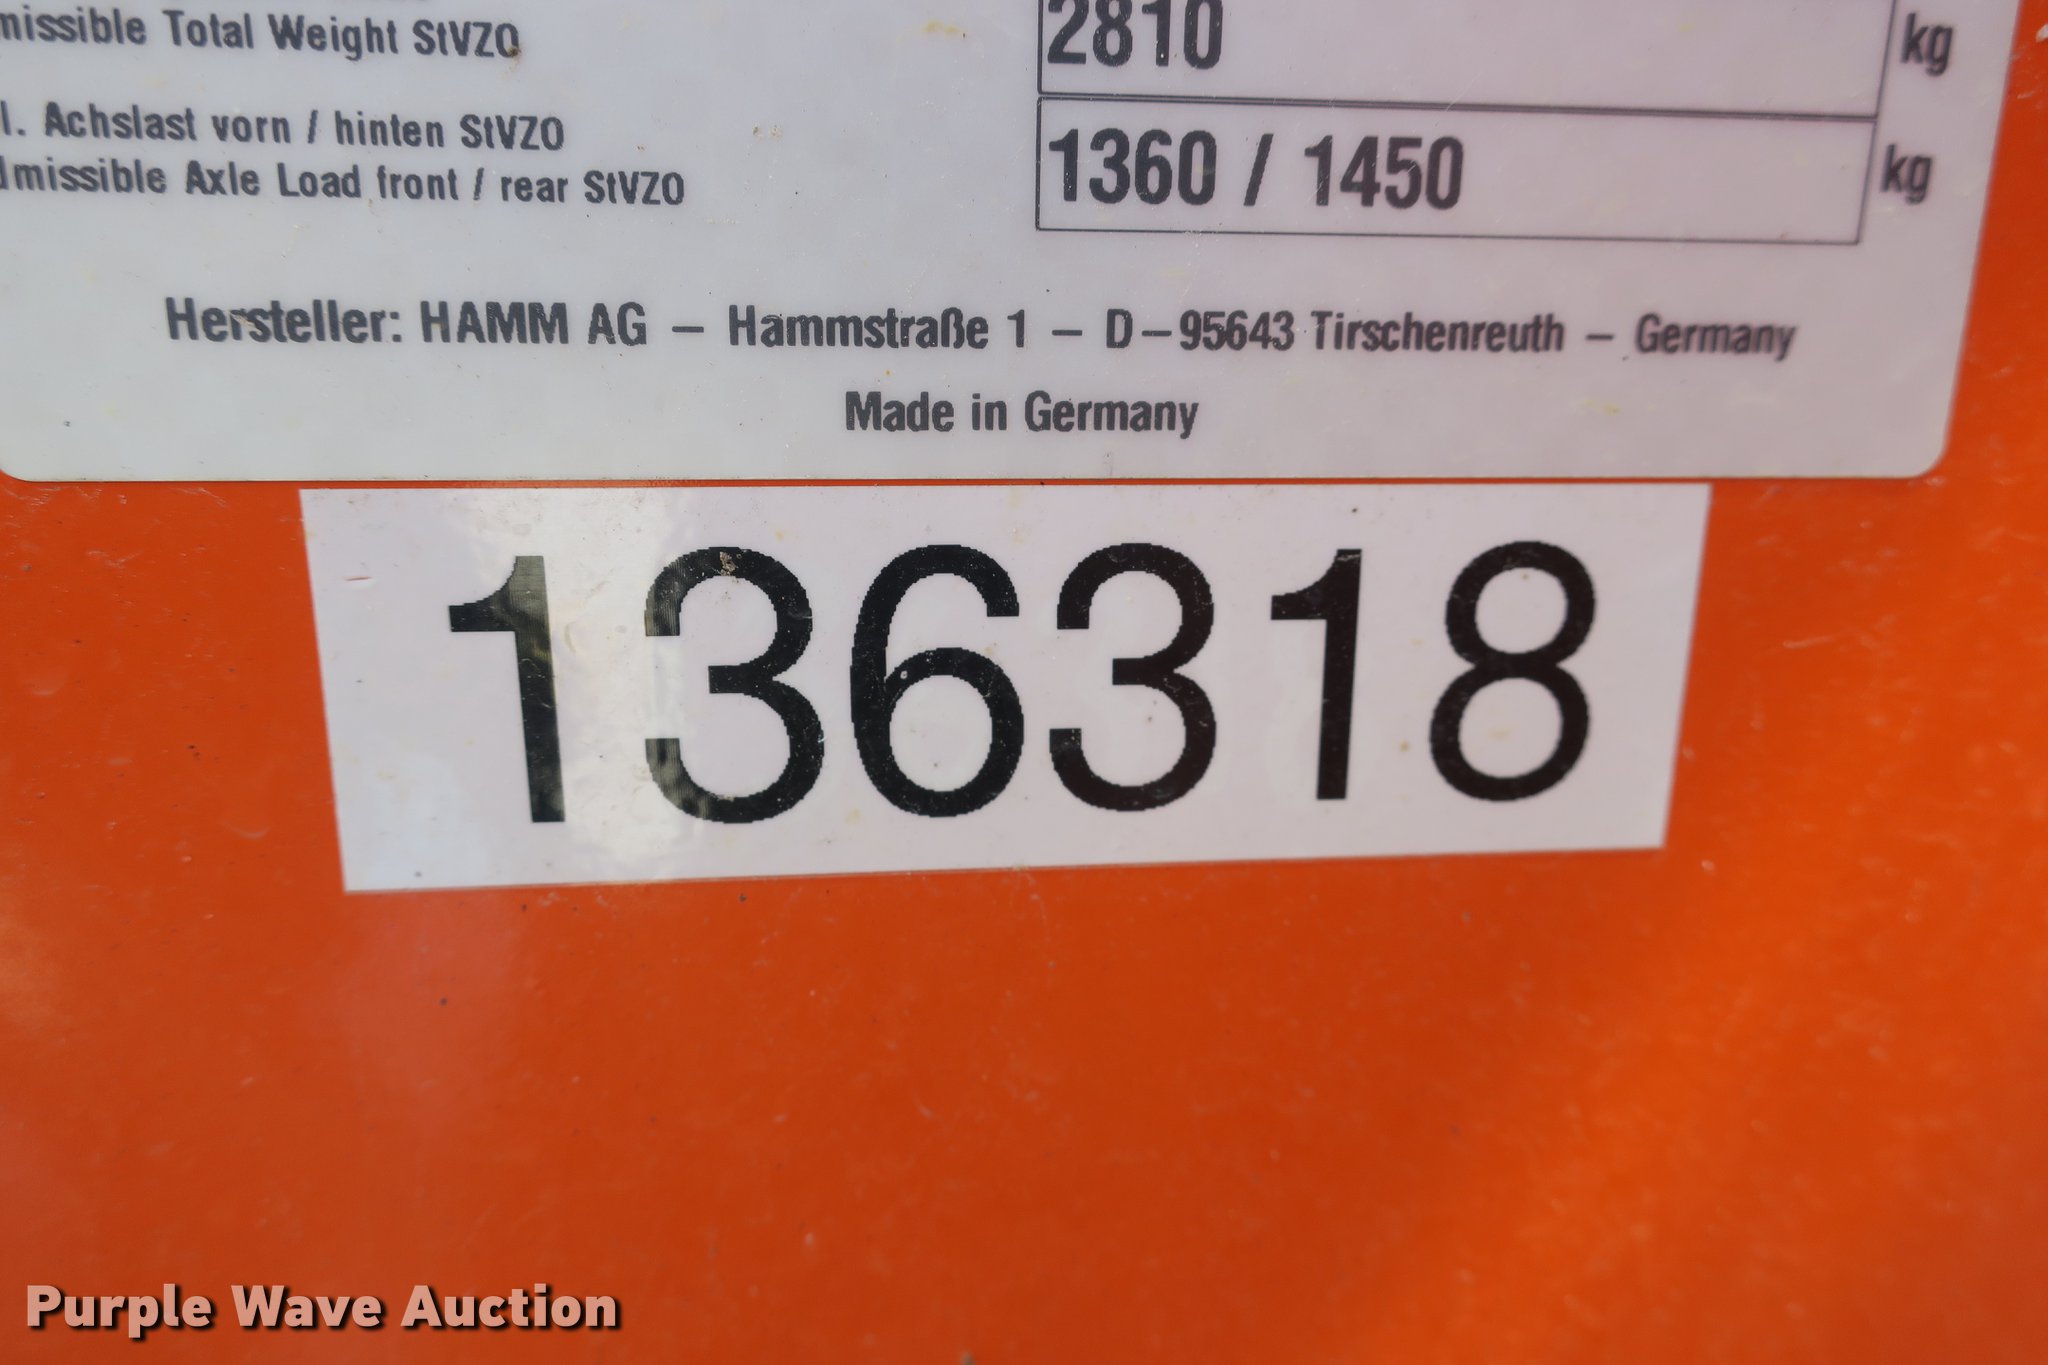 missible Total Weight StVZO 2810 kg
l. Achslast vorn / hinten StVZO
dmissible Axle Load front / rear StVZO 1360 / 1450 kg
Hersteller: HAMM AG – Hammstraße 1 – D–95643 Tirschenreuth – Germany
Made in Germany
136318
Purple Wave Auction